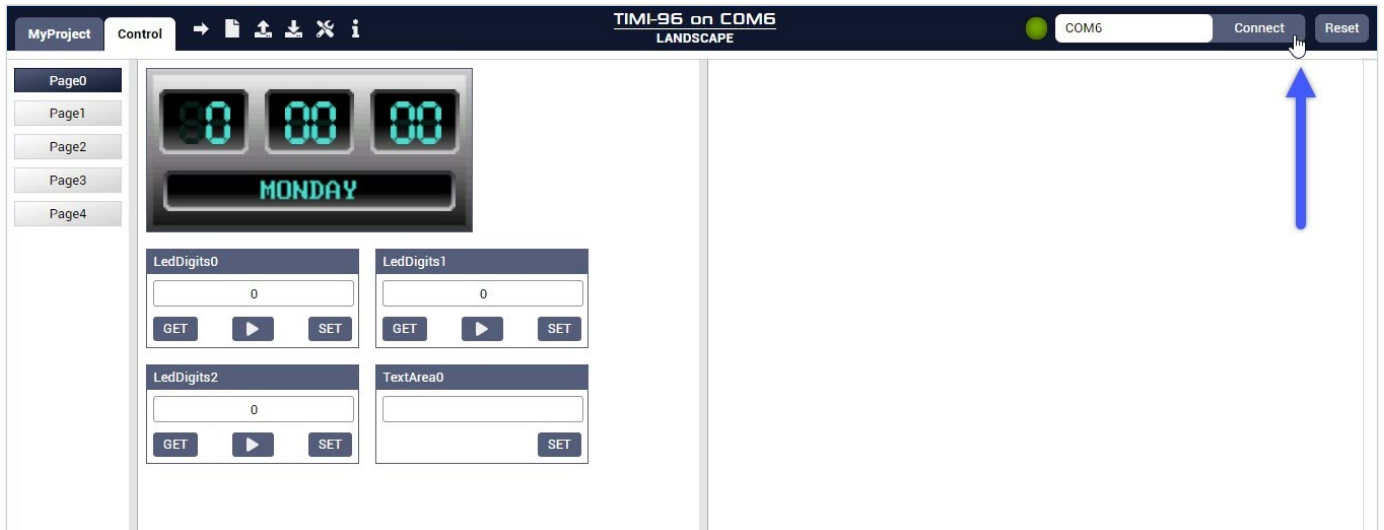 MyProject
Control
TIMI-96 on COM6
LANDSCAPE
COM6
Connect
Reset
Page0
Page1
Page2
Page3
Page4
0 00 00
MONDAY
LedDigits0
0
GET
SET
LedDigits1
0
GET
SET
LedDigits2
0
GET
SET
TextArea0
SET